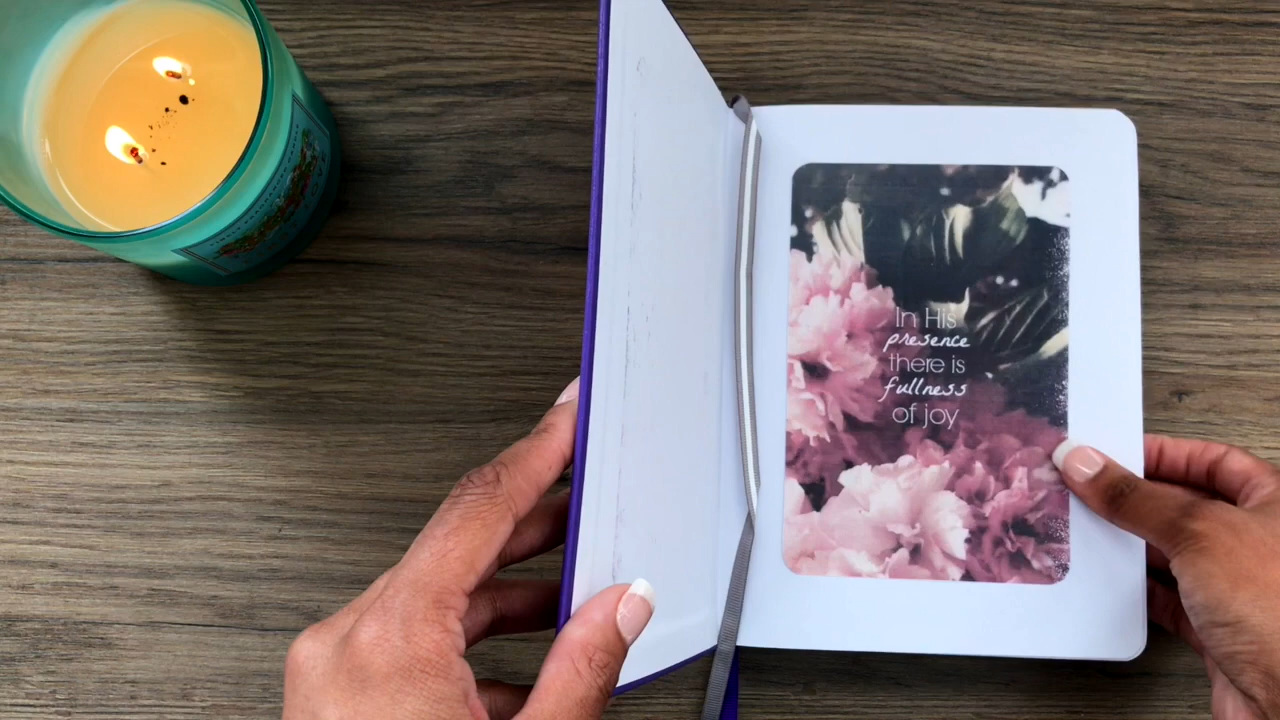 In His
presence
there is
fullness
of joy